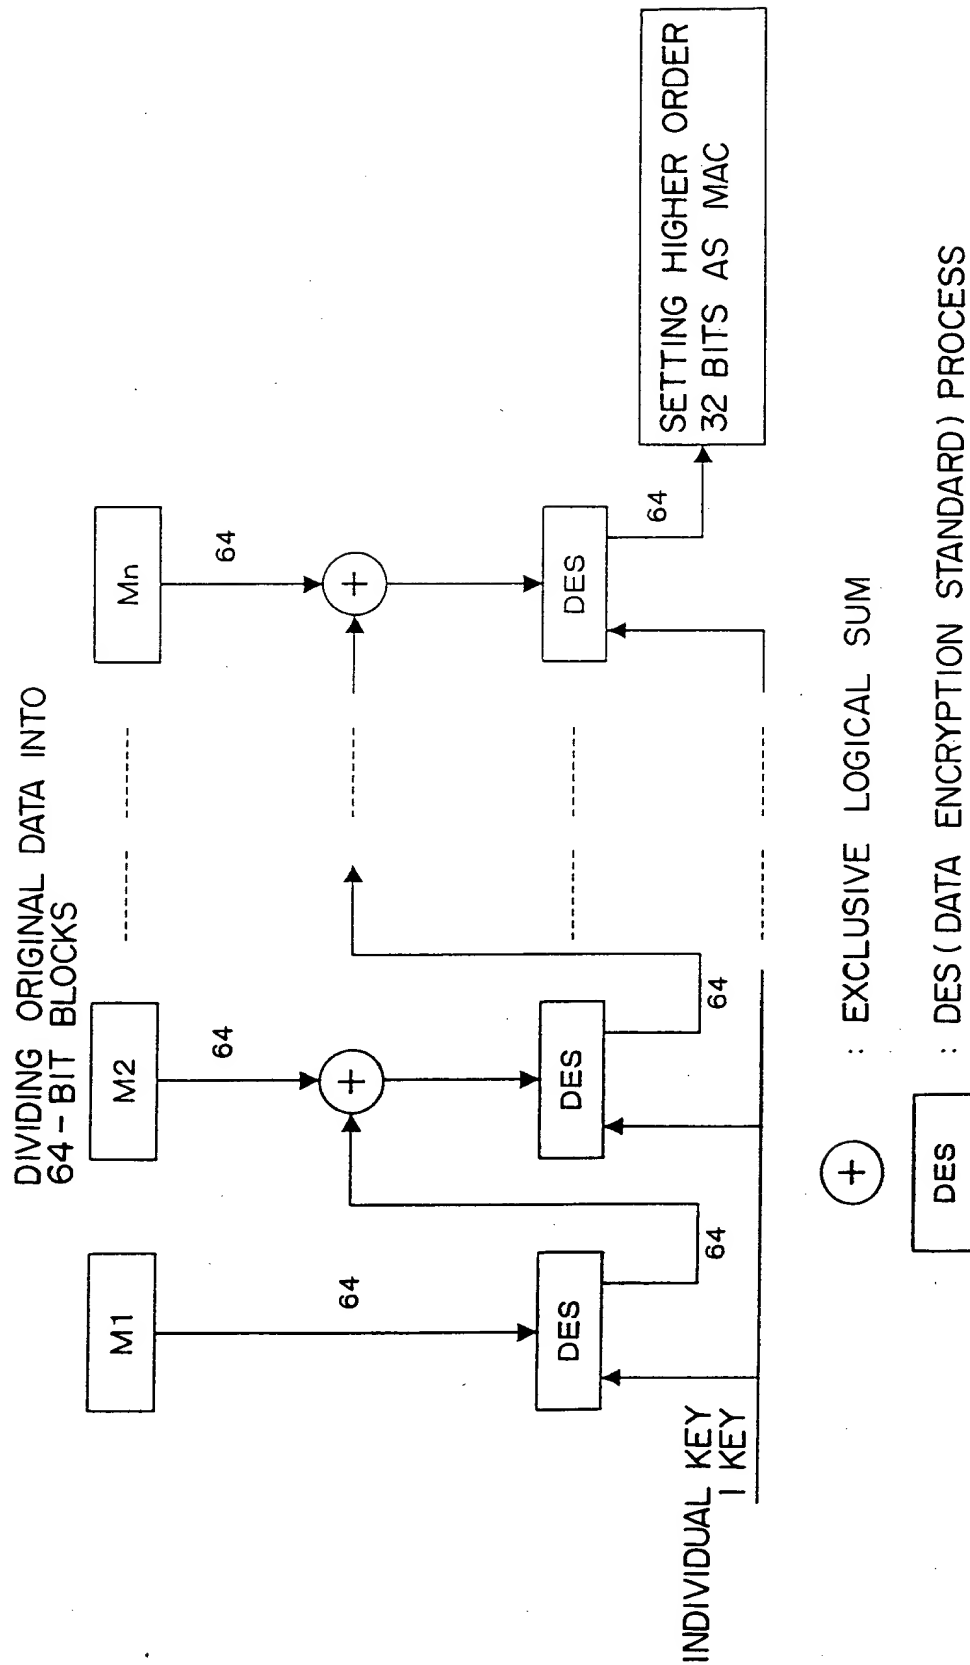 DIVIDING ORIGINAL DATA INTO
64-BIT BLOCKS
M1
M2
Mn
64
64
64
DES
DES
DES
64
64
64
INDIVIDUAL KEY
I KEY
SETTING HIGHER ORDER
32 BITS AS MAC
+
+
+ : EXCLUSIVE LOGICAL SUM
DES : DES (DATA ENCRYPTION STANDARD) PROCESS